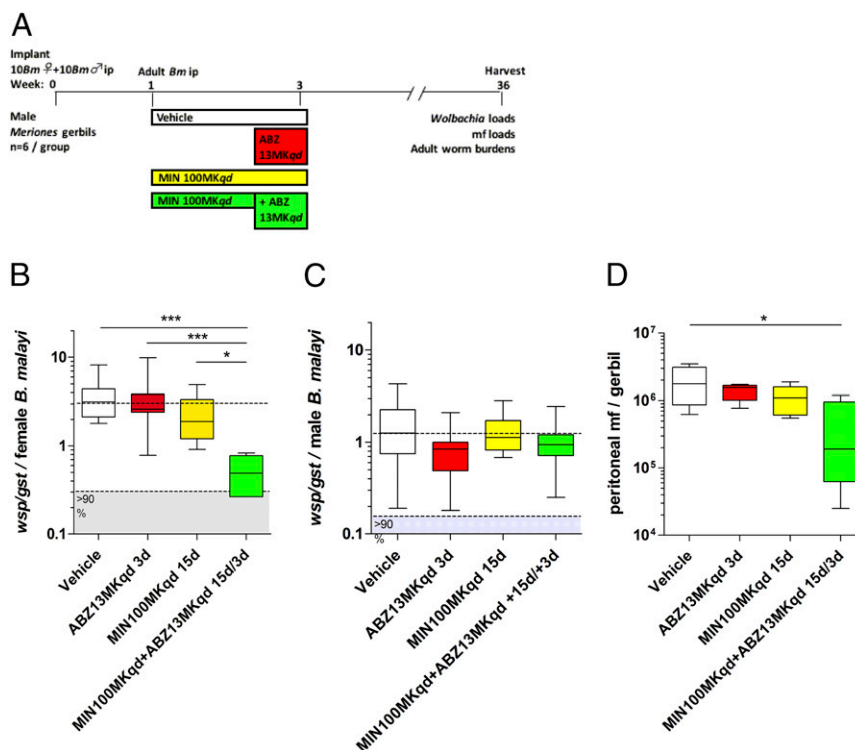 A
Implant
10Bm♀+10Bm♂ip
Adult Bm ip
Harvest
Week: 0
1
3
36
Male
Meriones gerbils
n=6 / group
Vehicle
ABZ
13MKqd
MIN 100MKqd
MIN 100MKqd
+ ABZ
13MKqd
Wolbachia loads
mf loads
Adult worm burdens
B
wsp/gst / female B. malayi
10
1
0.1
***
***
*
>90
%
Vehicle
ABZ13MKqd 3d
MIN100MKqd 15d
MIN100MKqd+ABZ13MKqd 15d/3d
C
wsp/gst / male B. malayi
10
1
0.1
>90
%
Vehicle
ABZ13MKqd 3d
MIN100MKqd 15d
MIN100MKqd+ABZ13MKqd +15d/+3d
D
peritoneal mf / gerbil
10⁷
10⁶
10⁵
10⁴
*
Vehicle
ABZ13MKqd 3d
MIN100MKqd 15d
MIN100MKqd+ABZ13MKqd 15d/3d